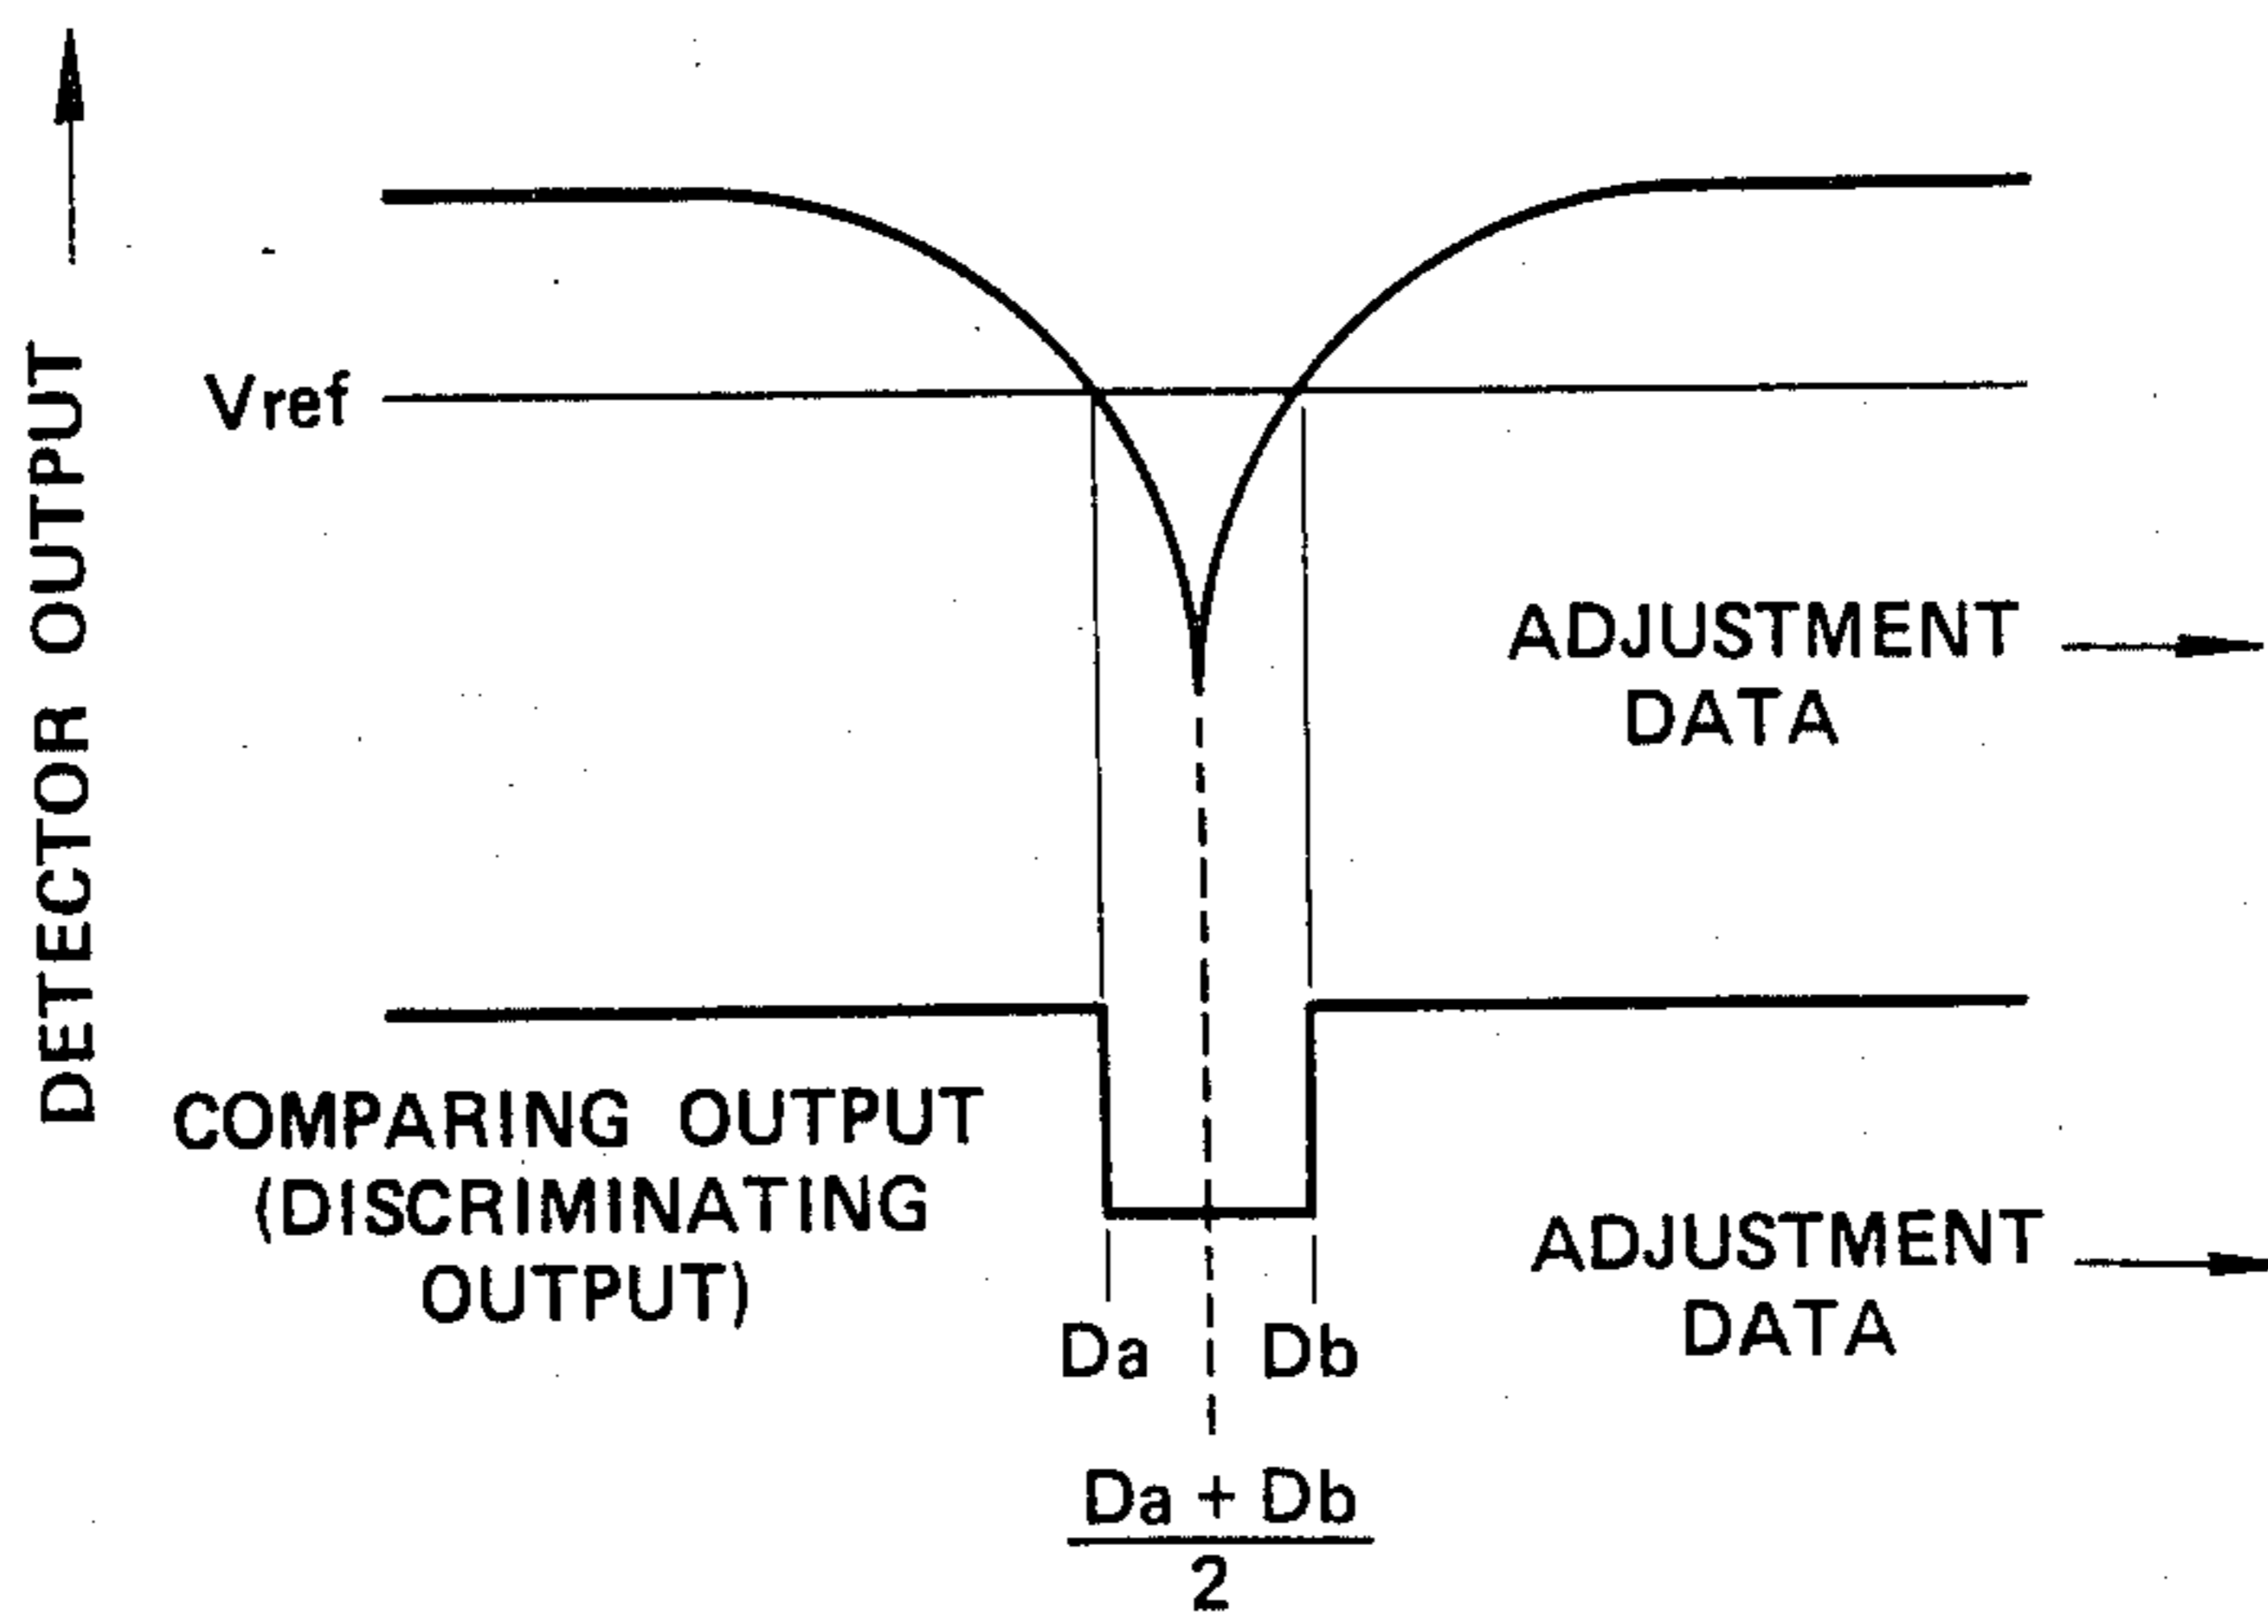 DETECTOR OUTPUT
Vref
ADJUSTMENT
DATA
COMPARING OUTPUT
(DISCRIMINATING
OUTPUT)
ADJUSTMENT
DATA
Da Db
Da + Db
2